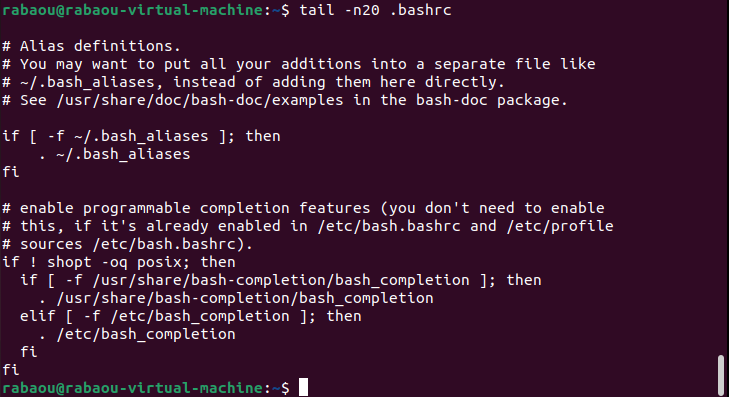 rabaou@rabaou-virtual-machine:~$ tail -n20 .bashrc

# Alias definitions.
# You may want to put all your additions into a separate file like
# ~/.bash_aliases, instead of adding them here directly.
# See /usr/share/doc/bash-doc/examples in the bash-doc package.

if [ -f ~/.bash_aliases ]; then
    . ~/.bash_aliases
fi

# enable programmable completion features (you don't need to enable
# this, if it's already enabled in /etc/bash.bashrc and /etc/profile
# sources /etc/bash.bashrc).
if ! shopt -oq posix; then
  if [ -f /usr/share/bash-completion/bash_completion ]; then
    . /usr/share/bash-completion/bash_completion
  elif [ -f /etc/bash_completion ]; then
    . /etc/bash_completion
  fi
fi
rabaou@rabaou-virtual-machine:~$